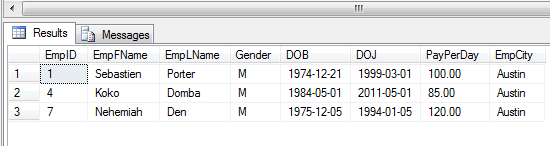 Results Messages
EmpID EmpFName EmpLName Gender DOB DOJ PayPerDay EmpCity
1 1 Sebastien Porter M 1974-12-21 1999-03-01 100.00 Austin
2 4 Koko Domba M 1984-05-01 2011-05-01 85.00 Austin
3 7 Nehemiah Den M 1975-12-05 1994-01-05 120.00 Austin